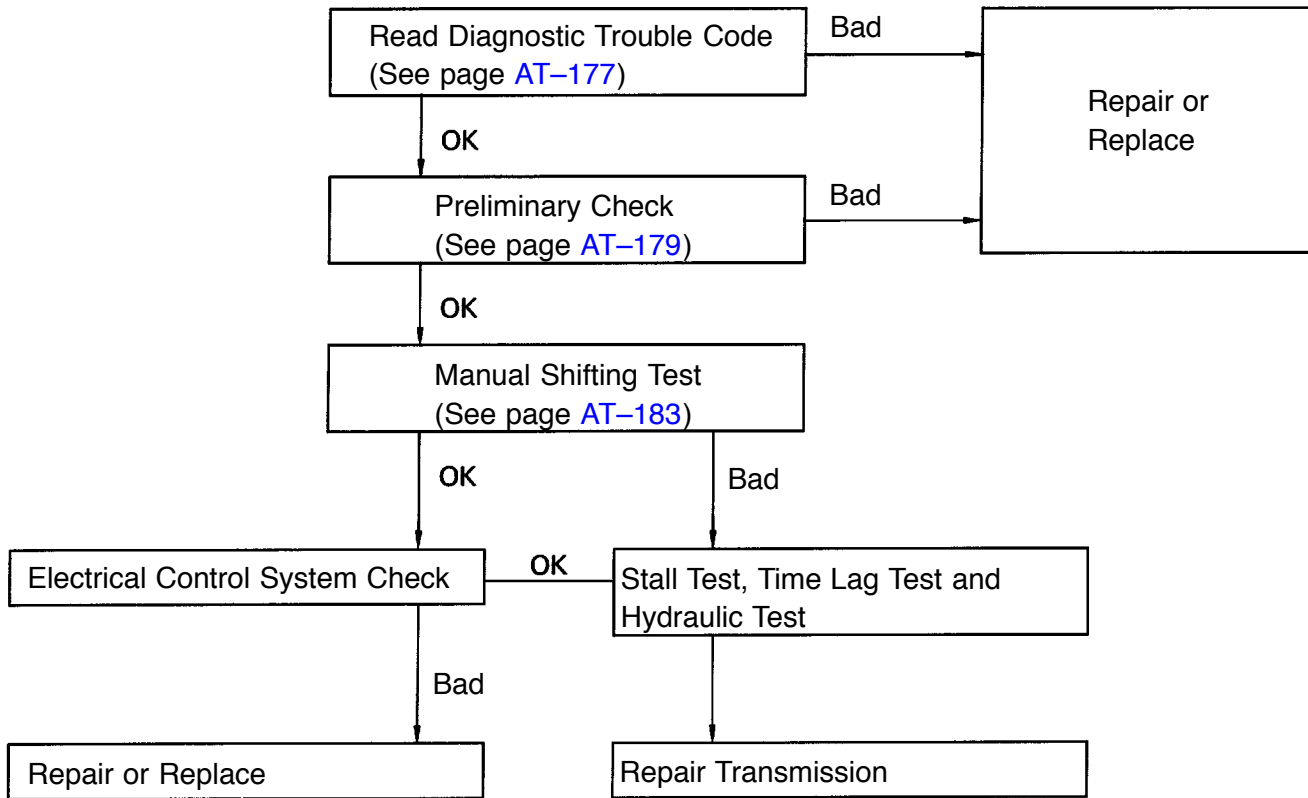 Read Diagnostic Trouble Code
(See page AT–177)
Bad
Repair or
Replace
OK
Preliminary Check
(See page AT–179)
Bad
OK
Manual Shifting Test
(See page AT–183)
OK
Bad
Electrical Control System Check
OK
Stall Test, Time Lag Test and
Hydraulic Test
Bad
Repair or Replace
Repair Transmission